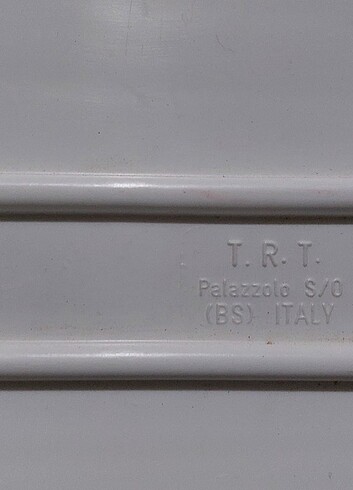 T. R. T.
Palazzolo S/O
(BS) ITALY